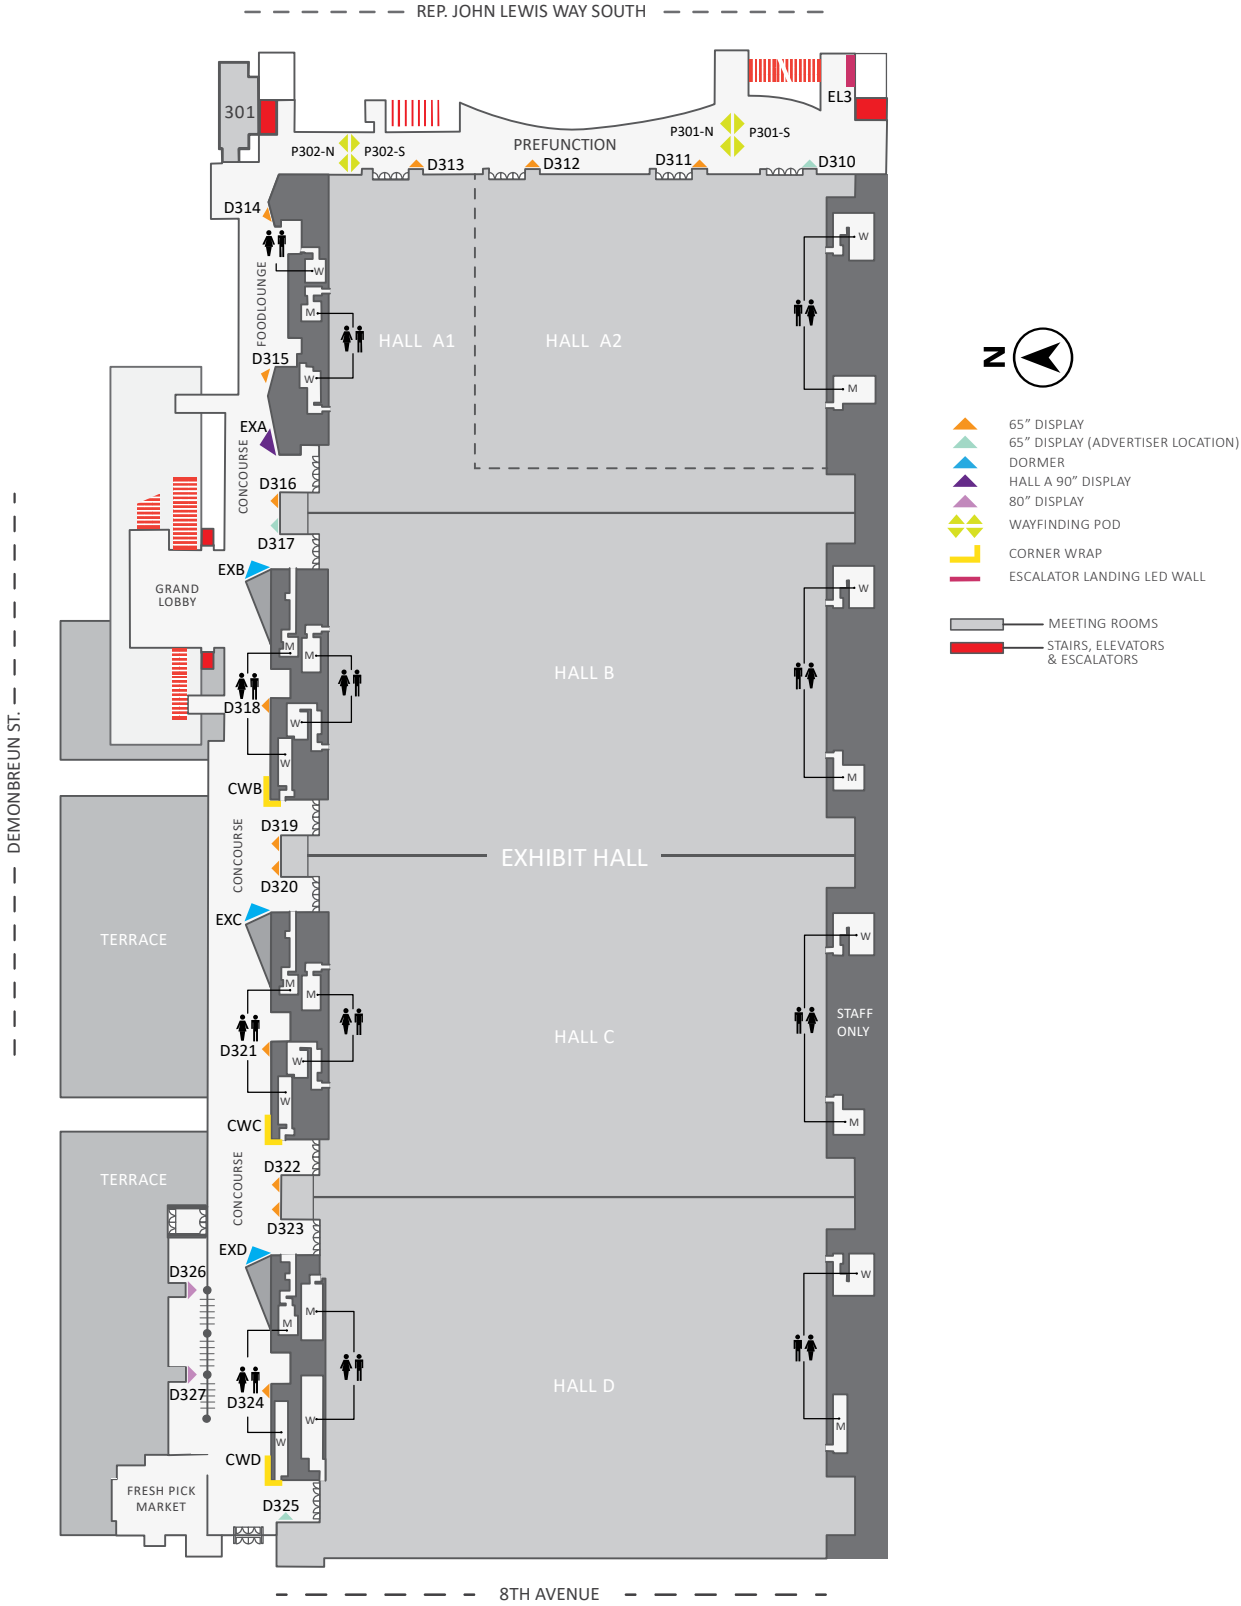 REP. JOHN LEWIS WAY SOUTH
301
EL3
P302-N
P302-S
PREFUNCTION
P301-N
P301-S
D313
D312
D311
D310
D314
W
W
FOODLOUNGE
M
HALL A1
HALL A2
D315
W
M
EXA
CONCOURSE
D316
D317
EXB
GRAND
LOBBY
W
M
M
HALL B
D318
W
W
M
CWB
D319
CONCOURSE
EXHIBIT HALL
D320
EXC
TERRACE
W
M
M
STAFF
ONLY
HALL C
D321
W
W
M
CWC
D322
TERRACE
CONCOURSE
D323
EXD
D326
W
M
M
D327
D324
HALL D
W
W
M
CWD
FRESH PICK
MARKET
D325
8TH AVENUE
DEMONBREUN ST.
N
65” DISPLAY
65” DISPLAY (ADVERTISER LOCATION)
DORMER
HALL A 90” DISPLAY
80” DISPLAY
WAYFINDING POD
CORNER WRAP
ESCALATOR LANDING LED WALL
MEETING ROOMS
STAIRS, ELEVATORS
& ESCALATORS